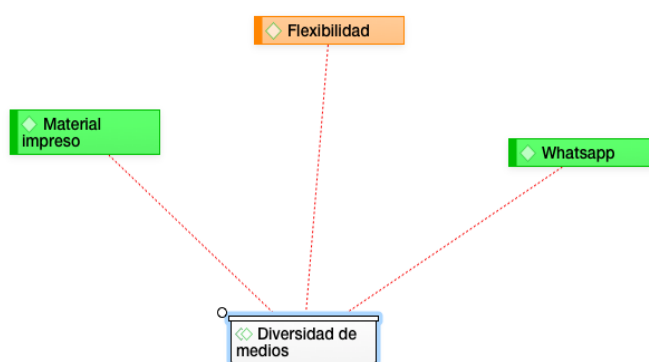 Flexibilidad
Material
impreso
Whatsapp
Diversidad de
medios